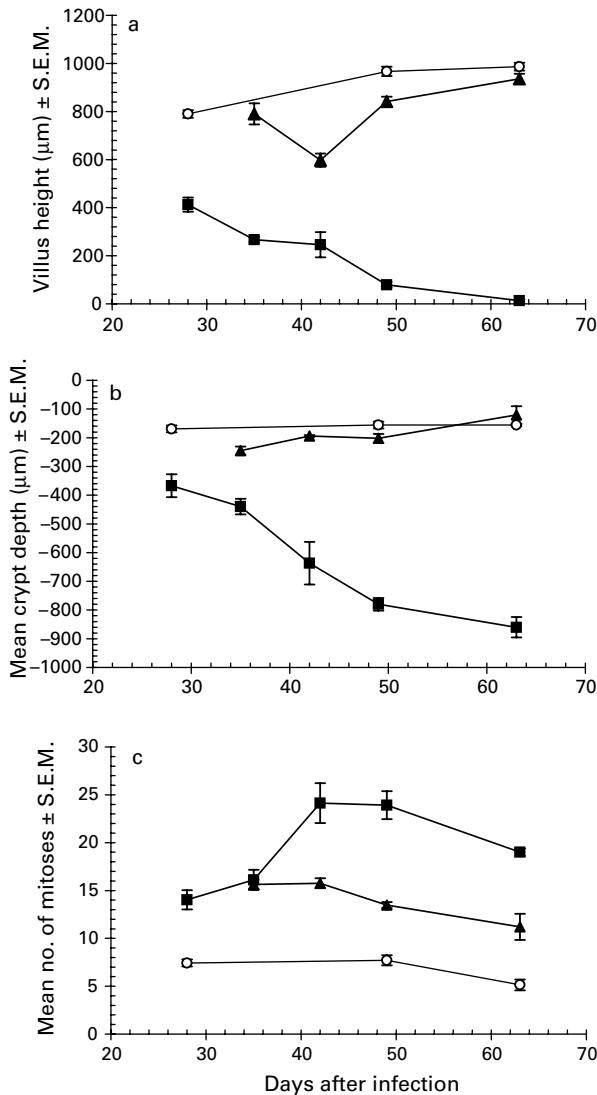 a
Villus height (μm) ± S.E.M.
1200
1000
800
600
400
200
0
20 30 40 50 60 70
b
Mean crypt depth (μm) ± S.E.M.
0
–100
–200
–300
–400
–500
–600
–700
–800
–900
–1000
20 30 40 50 60 70
c
Mean no. of mitoses ± S.E.M.
30
25
20
15
10
5
0
20 30 40 50 60 70
Days after infection